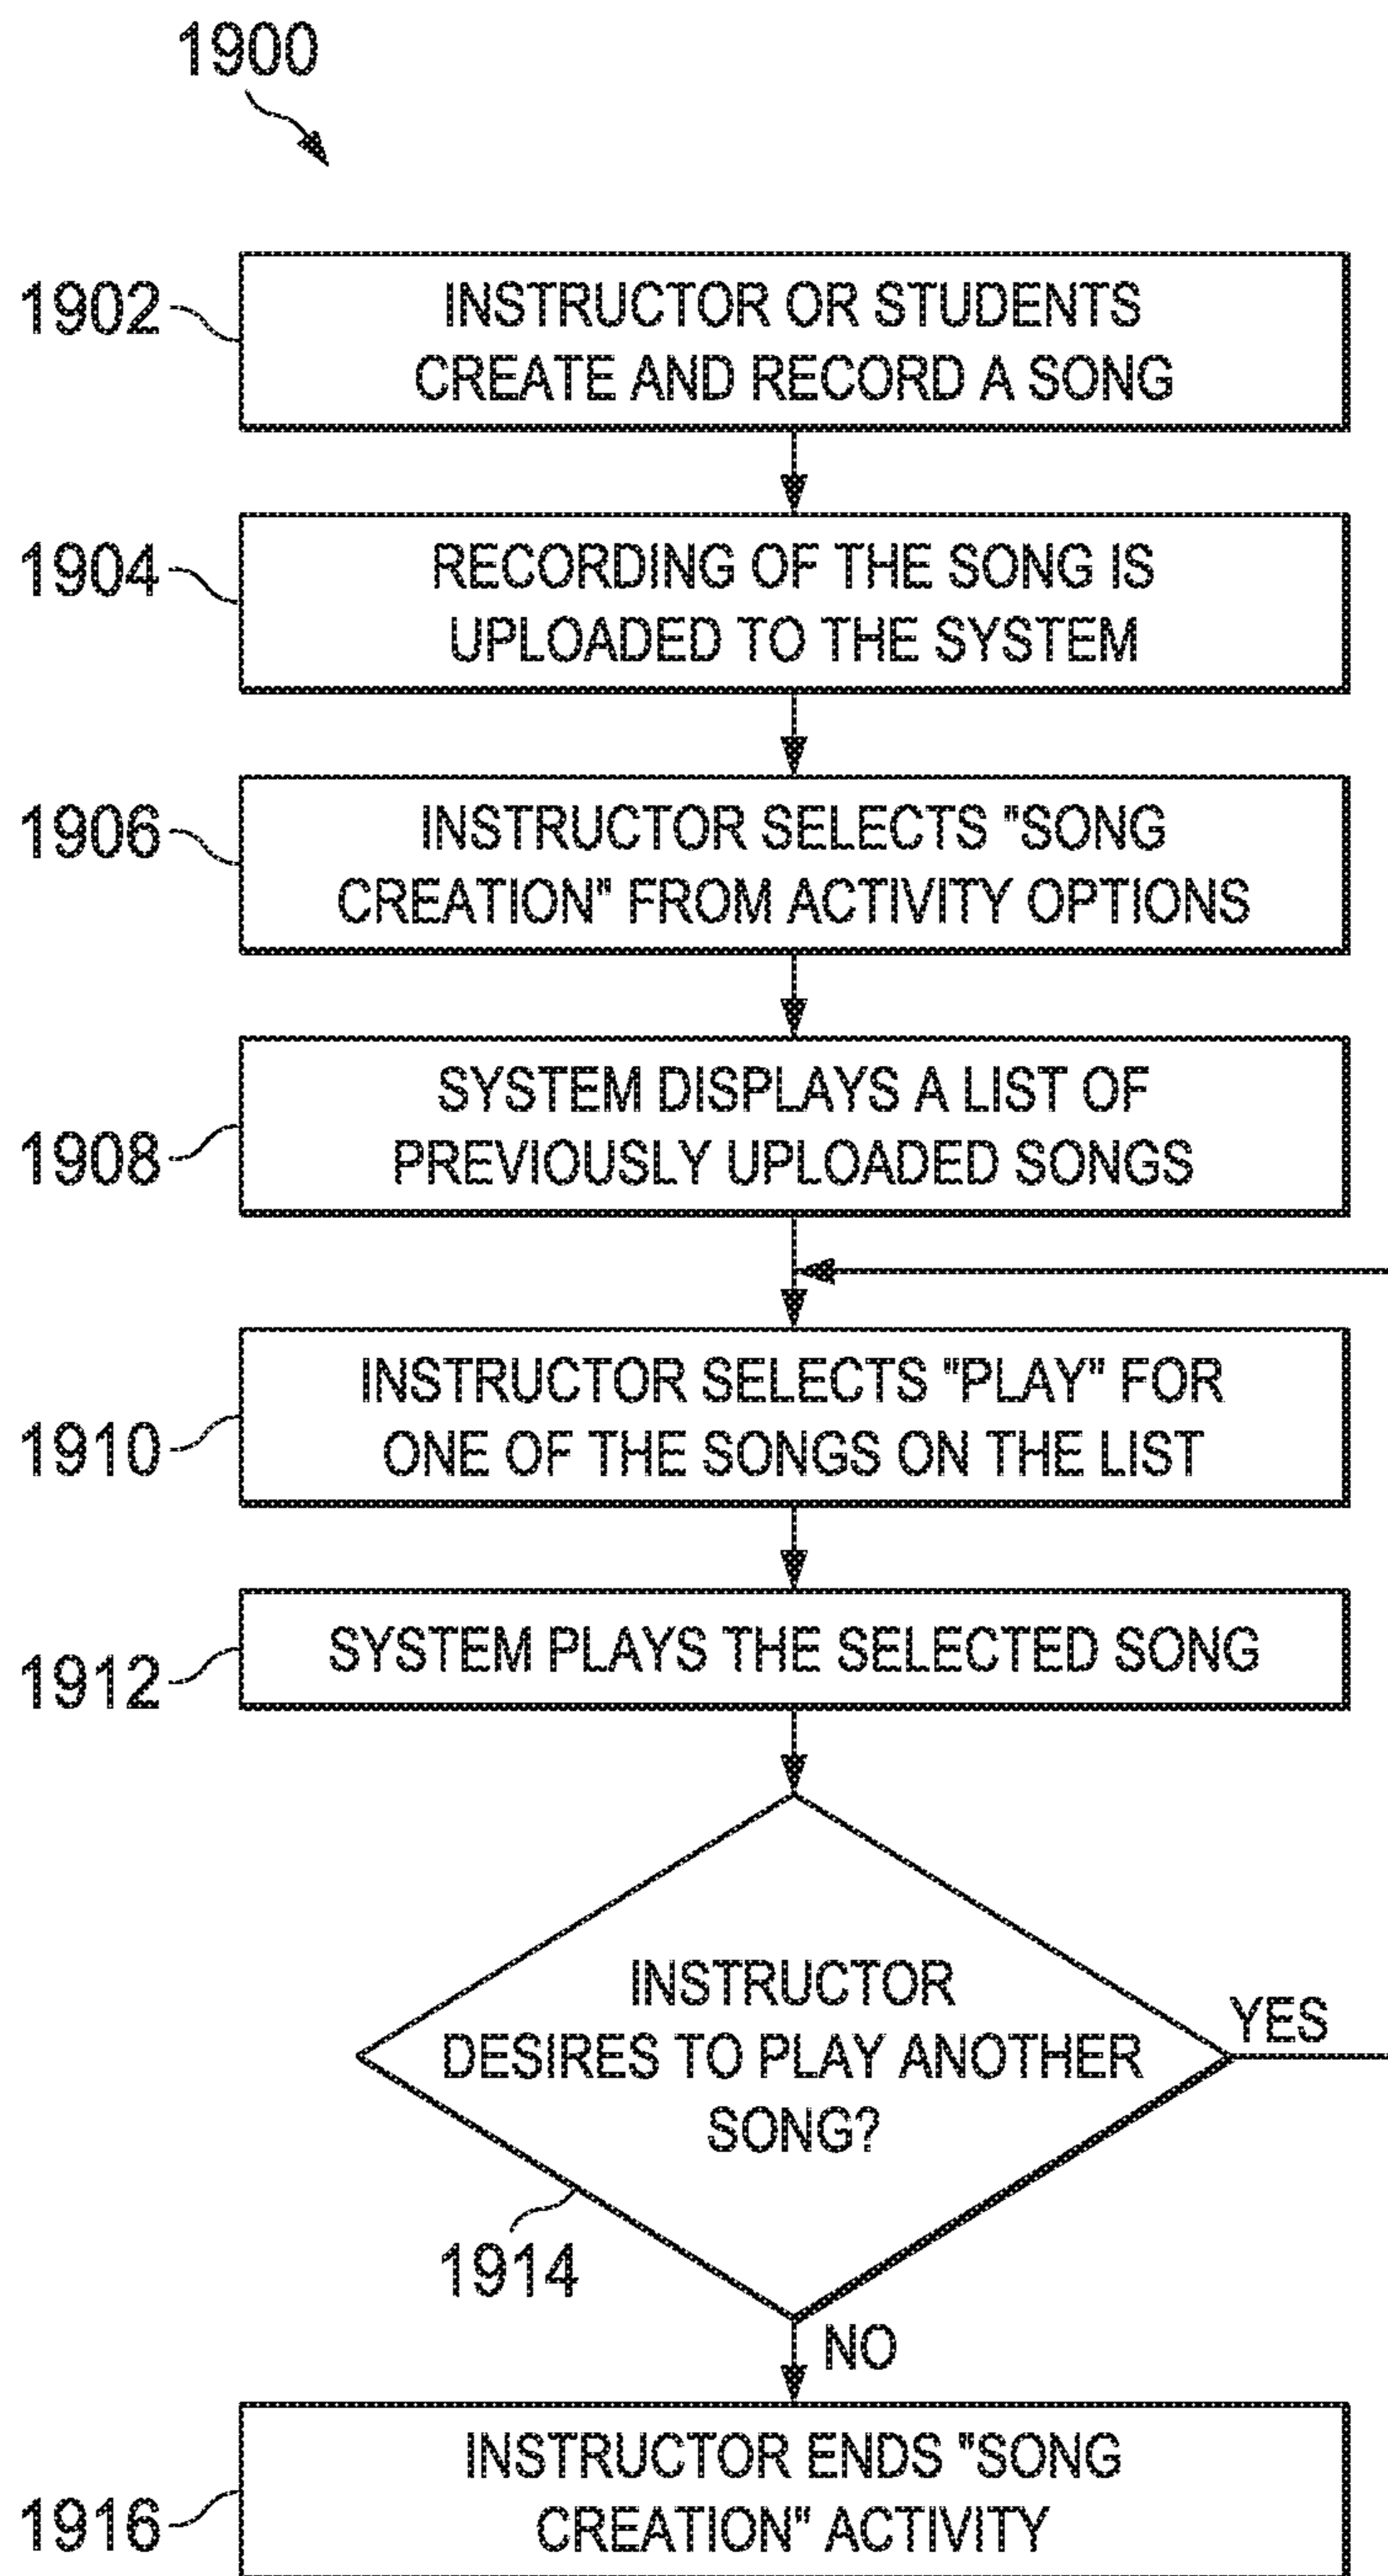 1900
1902
INSTRUCTOR OR STUDENTS
CREATE AND RECORD A SONG
1904
RECORDING OF THE SONG IS
UPLOADED TO THE SYSTEM
1906
INSTRUCTOR SELECTS "SONG
CREATION" FROM ACTIVITY OPTIONS
1908
SYSTEM DISPLAYS A LIST OF
PREVIOUSLY UPLOADED SONGS
1910
INSTRUCTOR SELECTS "PLAY" FOR
ONE OF THE SONGS ON THE LIST
1912
SYSTEM PLAYS THE SELECTED SONG
INSTRUCTOR
DESIRES TO PLAY ANOTHER
SONG?
YES
1914
NO
1916
INSTRUCTOR ENDS "SONG
CREATION" ACTIVITY